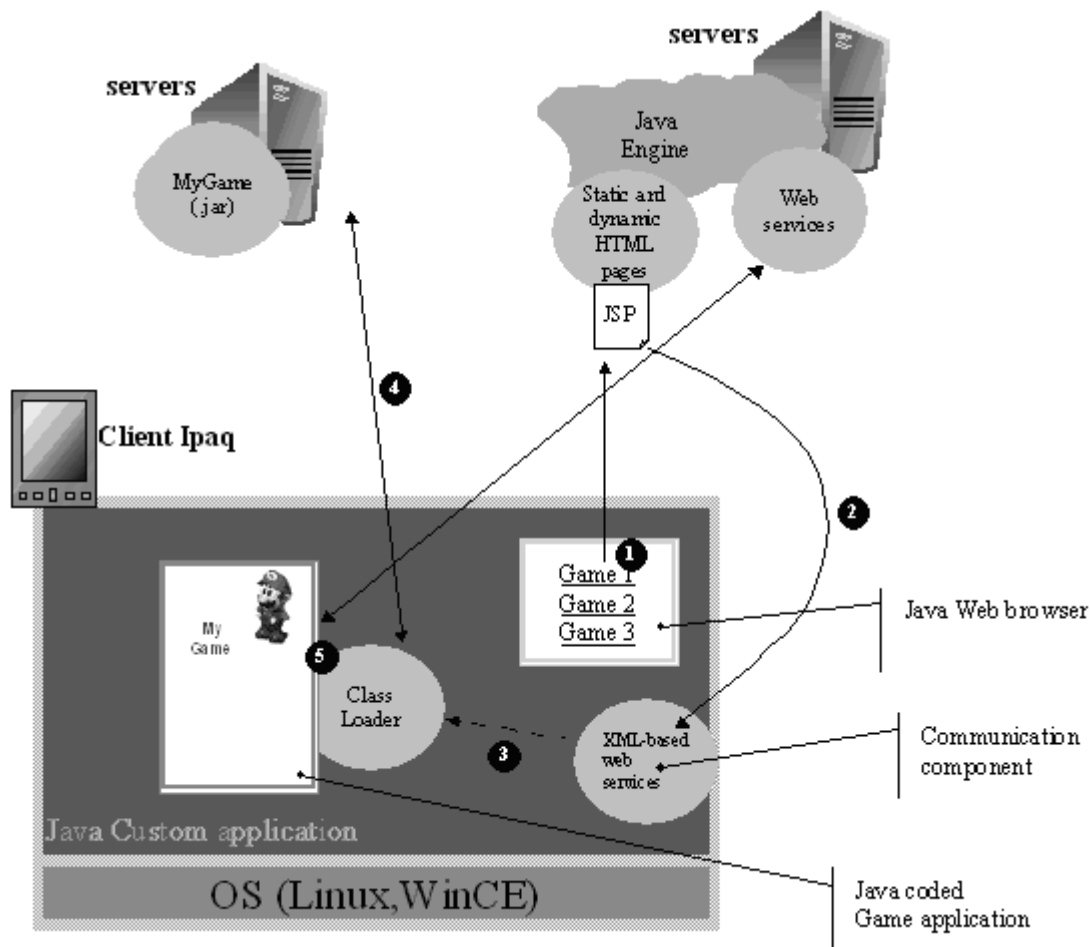 servers
servers
Java
Engine
MyGame
(.jar)
Static and
dynamic
HTML
pages
Web
services
JSP
4
Client Ipaq
2
1
Game 1
Game 2
Game 3
Java Web browser
My
Game
5
Class
Loader
3
XML-based
web
services
Communication
component
Java Custom application
OS (Linux,WinCE)
Java coded
Game application